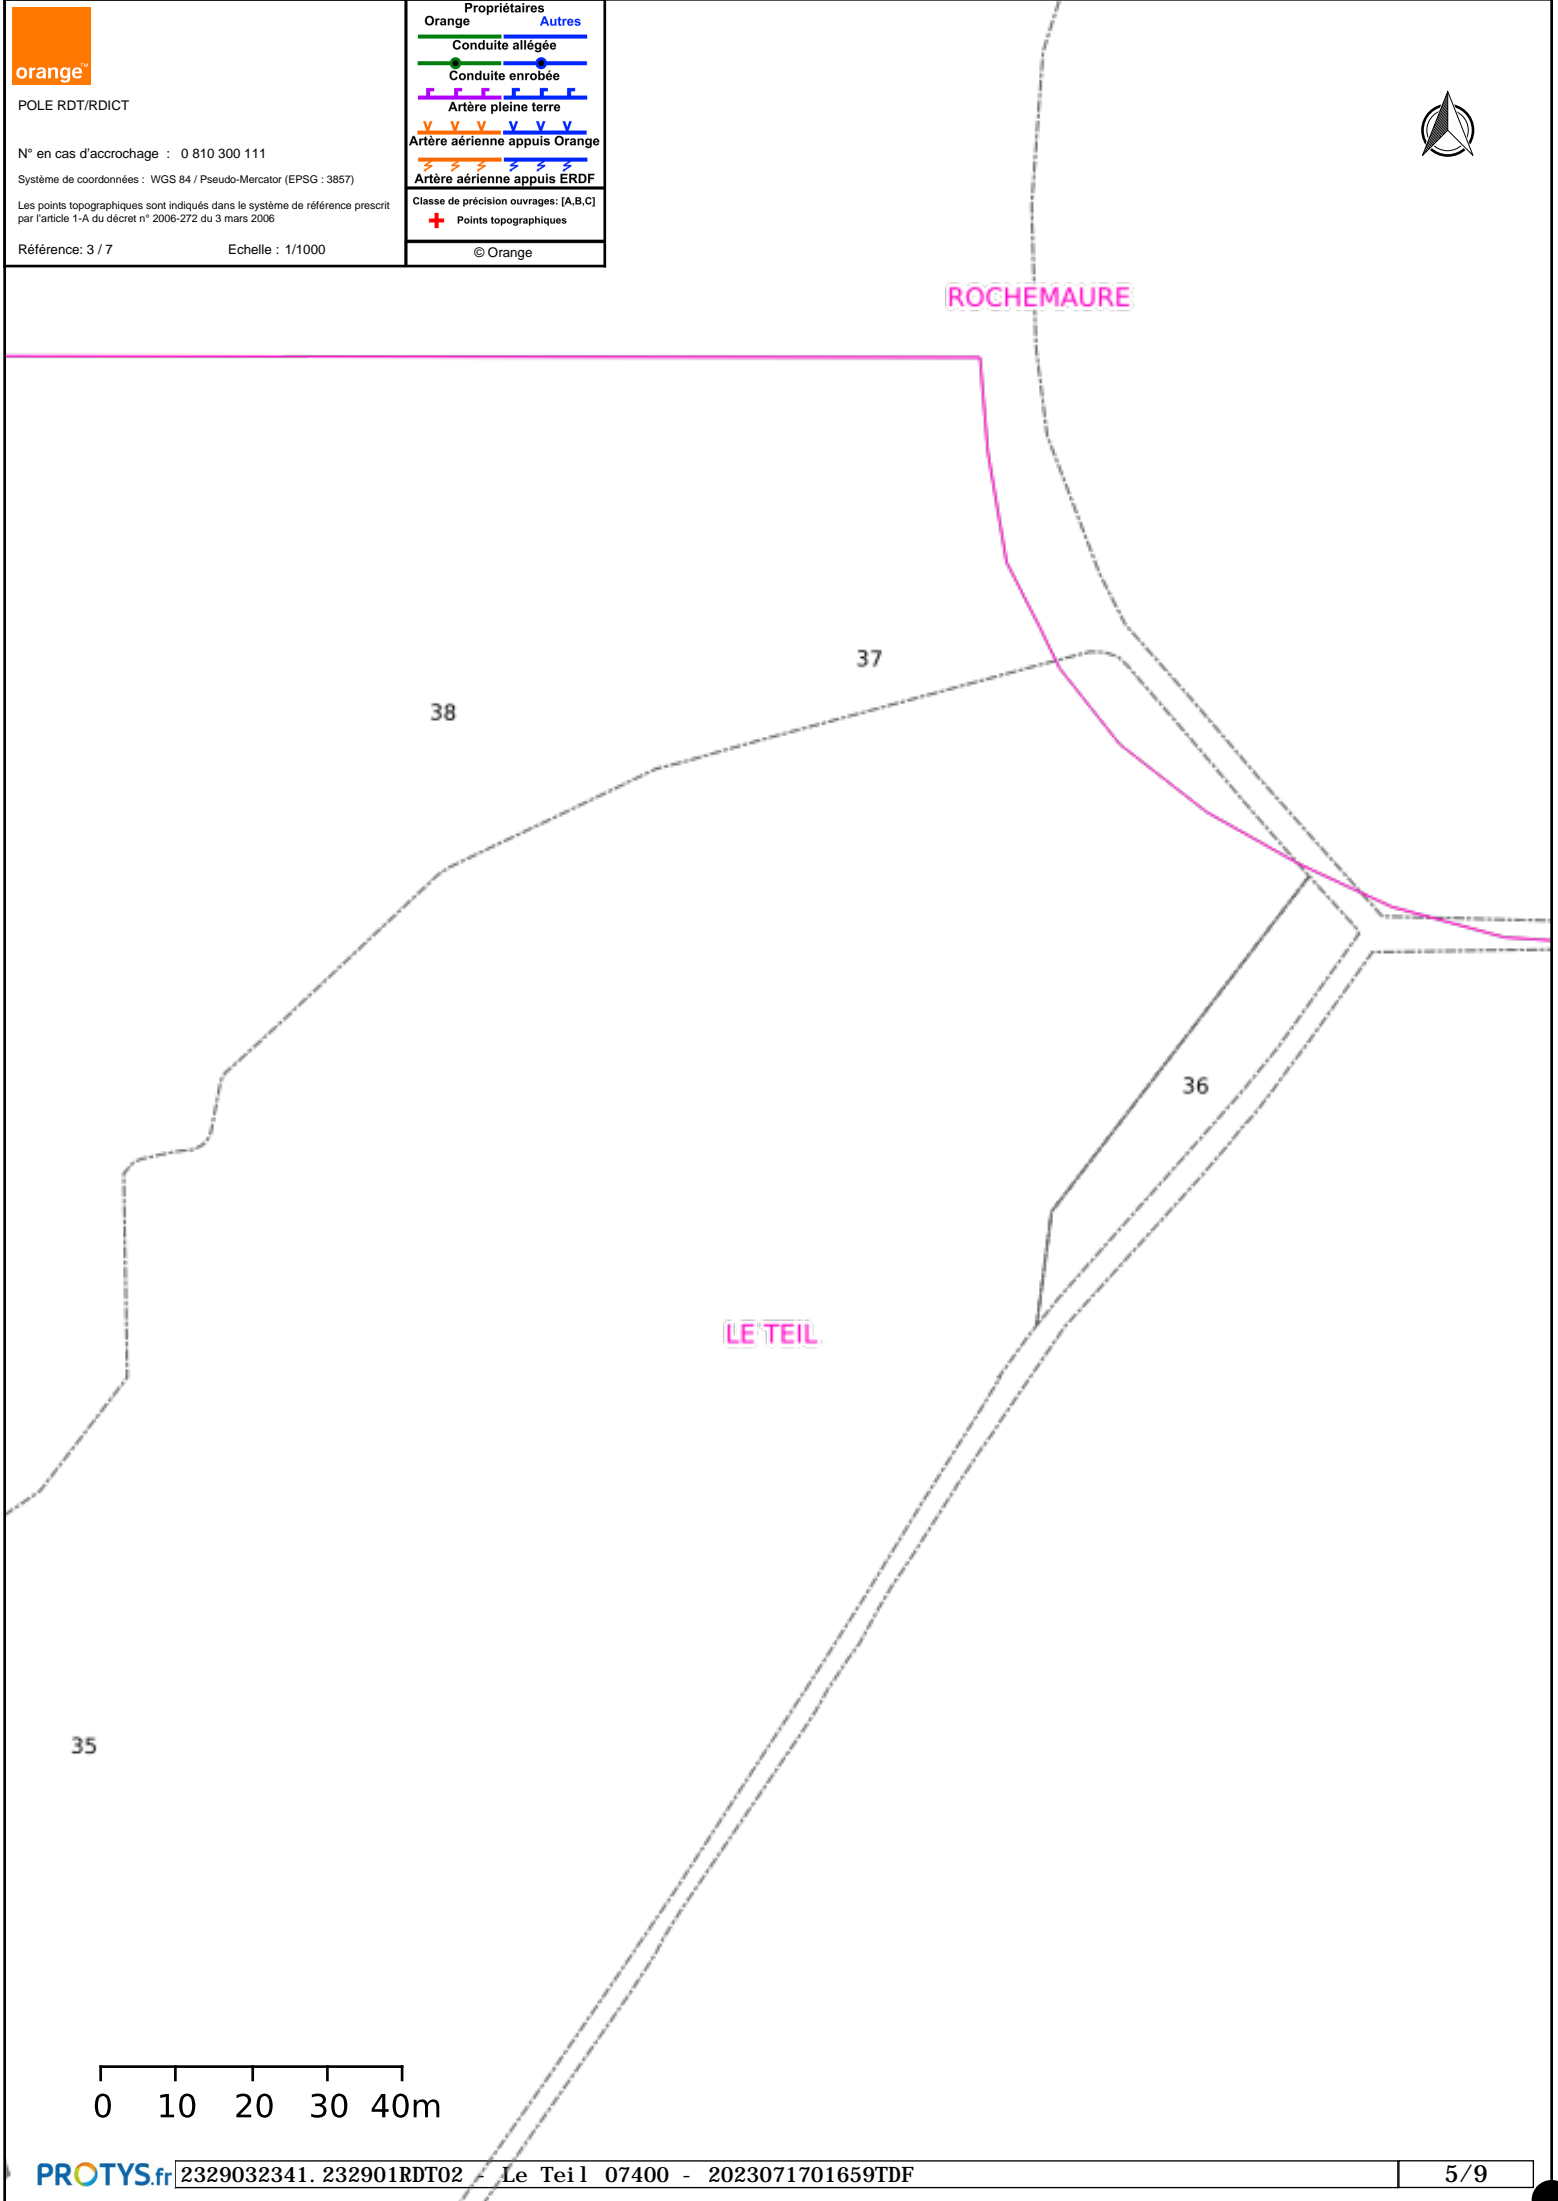 orange™
POLE RDT/RDICT
N° en cas d'accrochage : 0 810 300 111
Système de coordonnées : WGS 84 / Pseudo-Mercator (EPSG : 3857)
Les points topographiques sont indiqués dans le système de référence prescrit
par l'article 1-A du décret n° 2006-272 du 3 mars 2006
Référence: 3 / 7 Echelle : 1/1000
Propriétaires
Orange Autres
Conduite allégée
Conduite enrobée
Artère pleine terre
Artère aérienne appuis Orange
Artère aérienne appuis ERDF
Classe de précision ouvrages: [A,B,C]
Points topographiques
© Orange
ROCHEMAURE
37
38
36
LE TEIL
35
0 10 20 30 40m
PROTYS.fr 2329032341.232901RDT02 - Le Teil 07400 - 2023071701659TDF 5/9